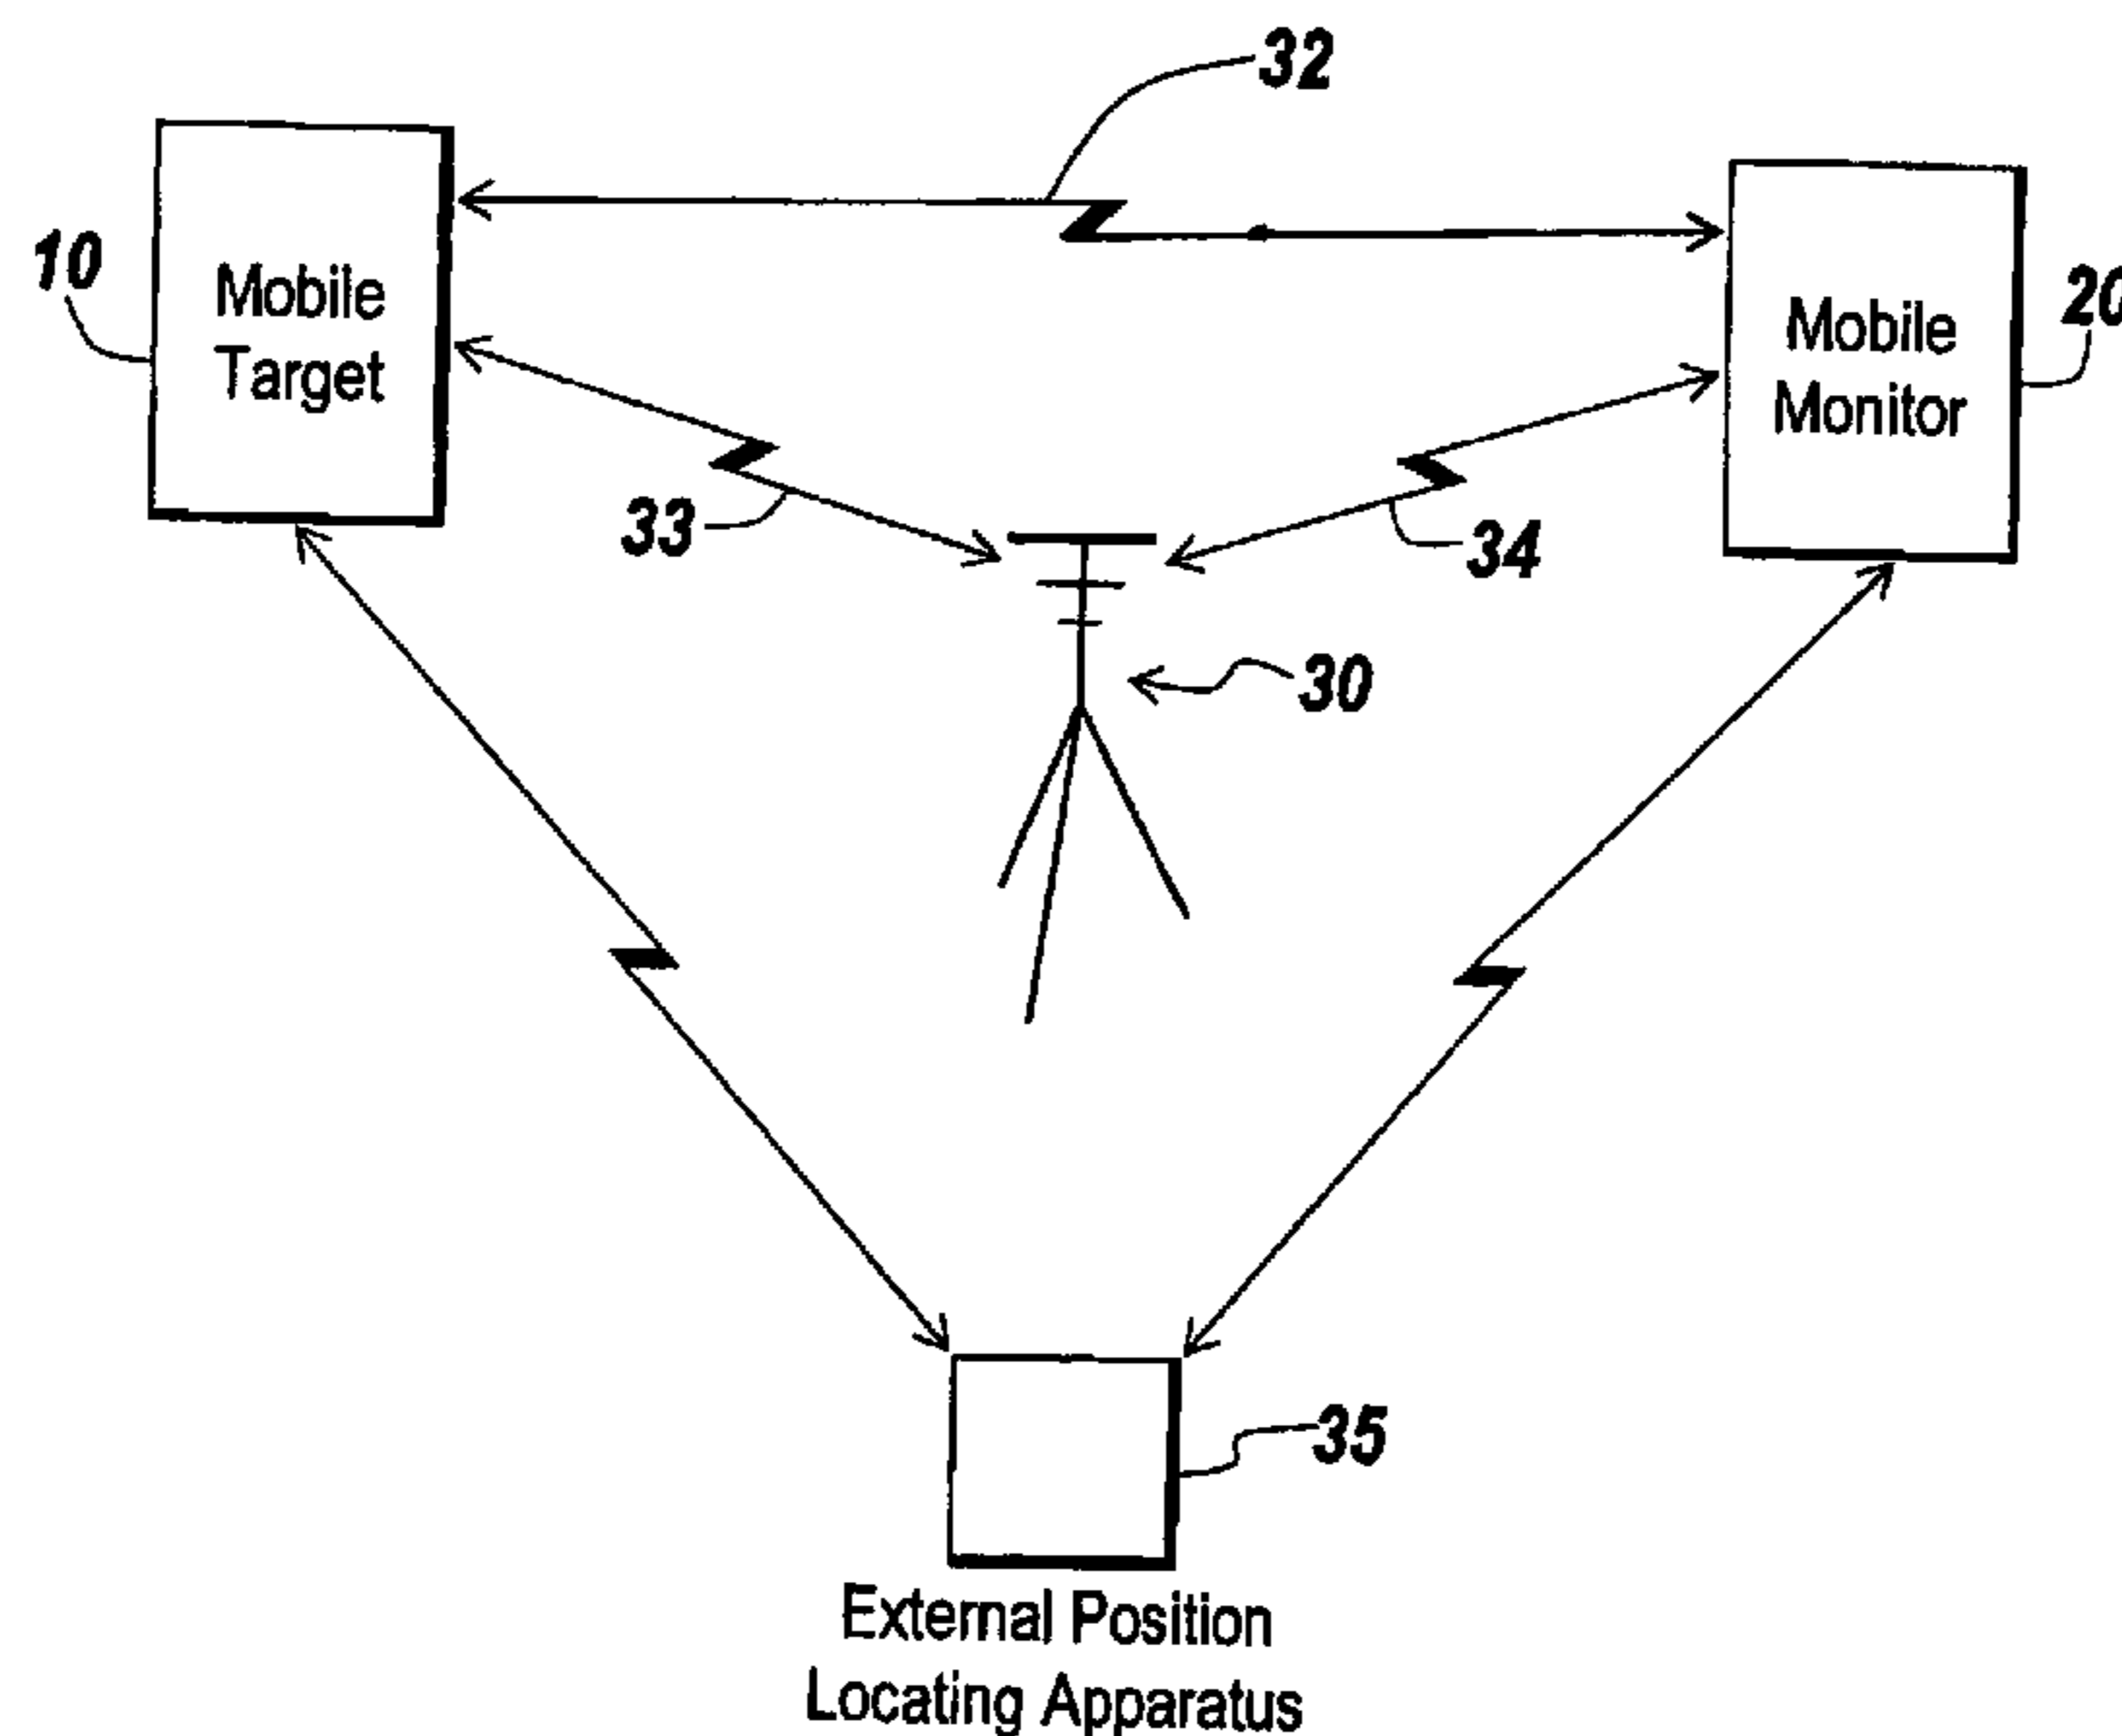 32
10
Mobile
Target
Mobile
Monitor
20
33
34
30
35
External Position
Locating Apparatus